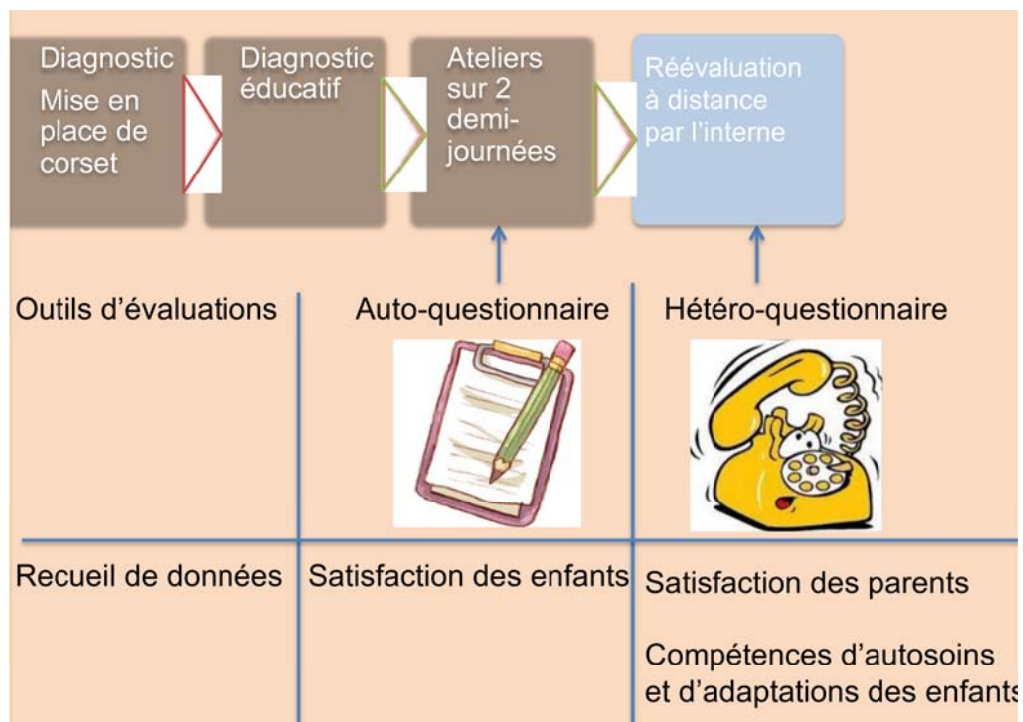 Diagnostic
Mise en
place de
corset
Diagnostic
éducatif
Ateliers
sur 2
demi-
journées
Réévaluation
à distance
par l'interne
Outils d'évaluations
Auto-questionnaire
Hétéro-questionnaire
Recueil de données
Satisfaction des enfants
Satisfaction des parents
Compétences d'autosoins
et d'adaptations des enfants